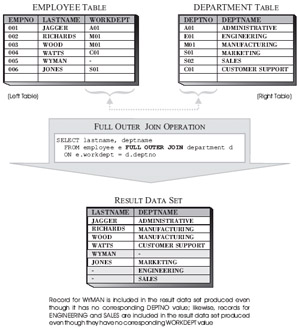 EMPLOYEE TABLE
DEPARTMENT TABLE
EMPNO LASTNAME WORKDEPT
001 JAGGER A01
002 RICHARDS M01
003 WOOD M01
004 WATTS C01
005 WYMAN -
006 JONES S01
DEPTNO DEPTNAME
A01 ADMINISTRATIVE
E01 ENGINEERING
M01 MANUFACTURING
S01 MARKETING
S02 SALES
C01 CUSTOMER SUPPORT
(Left Table)
(Right Table)
FULL OUTER JOIN OPERATION
SELECT lastname, deptname
FROM employee e FULL OUTER JOIN department d
ON e.workdept = d.deptno
RESULT DATA SET
LASTNAME DEPTNAME
JAGGER ADMINISTRATIVE
RICHARDS MANUFACTURING
WOOD MANUFACTURING
WATTS CUSTOMER SUPPORT
WYMAN -
JONES MARKETING
- ENGINEERING
- SALES
Record for WYMAN is included in the result data set produced even
though it has no corresponding DEPTNO value; likewise, records for
ENGINEERING and SALES are included in the result data set produced
even though they have no corresponding WORKDEPT value